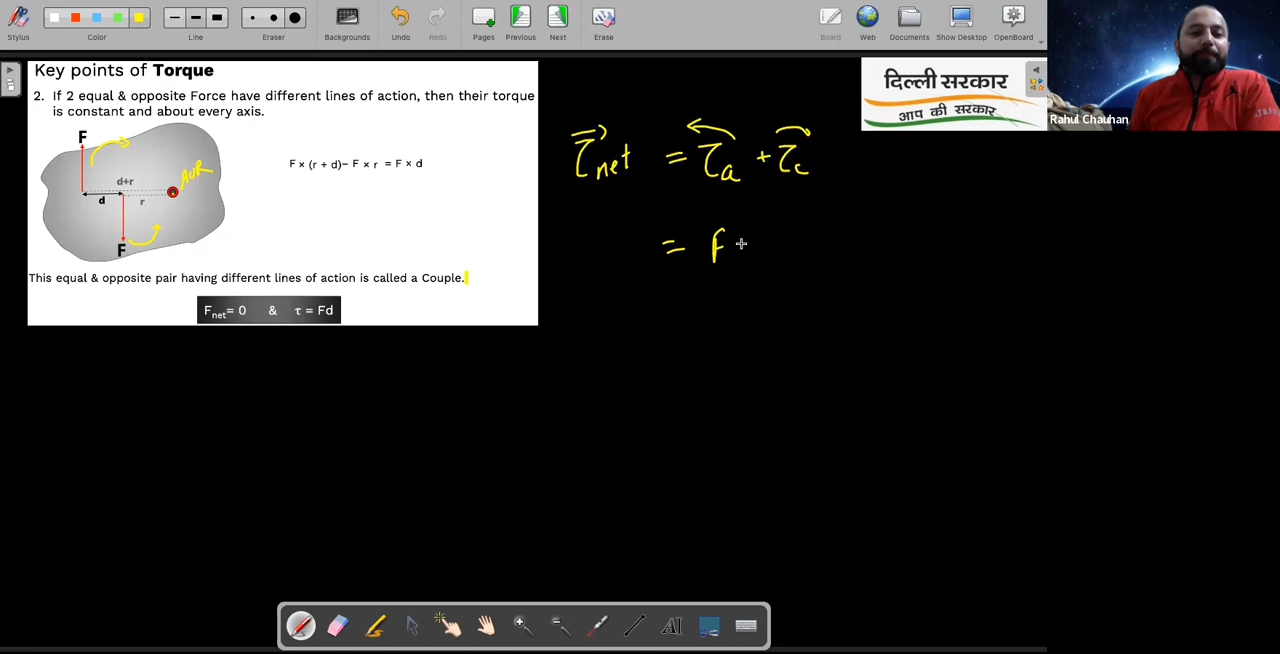 Stylus
Color
Line
Eraser
Backgrounds
Undo
Redo
Pages
Previous
Next
Erase
Board
Web
Documents
Show Desktop
OpenBoard
Key points of Torque
2. If 2 equal & opposite Force have different lines of action, then their torque
is constant and about every axis.
F
AOR
d+r
d
r
F
F × (r + d)− F × r = F × d
This equal & opposite pair having different lines of action is called a Couple.
Fnet= 0 & τ = Fd
τnet = τa + τc
= F
दिल्ली सरकार
आप की सरकार
Rahul Chauhan
AI